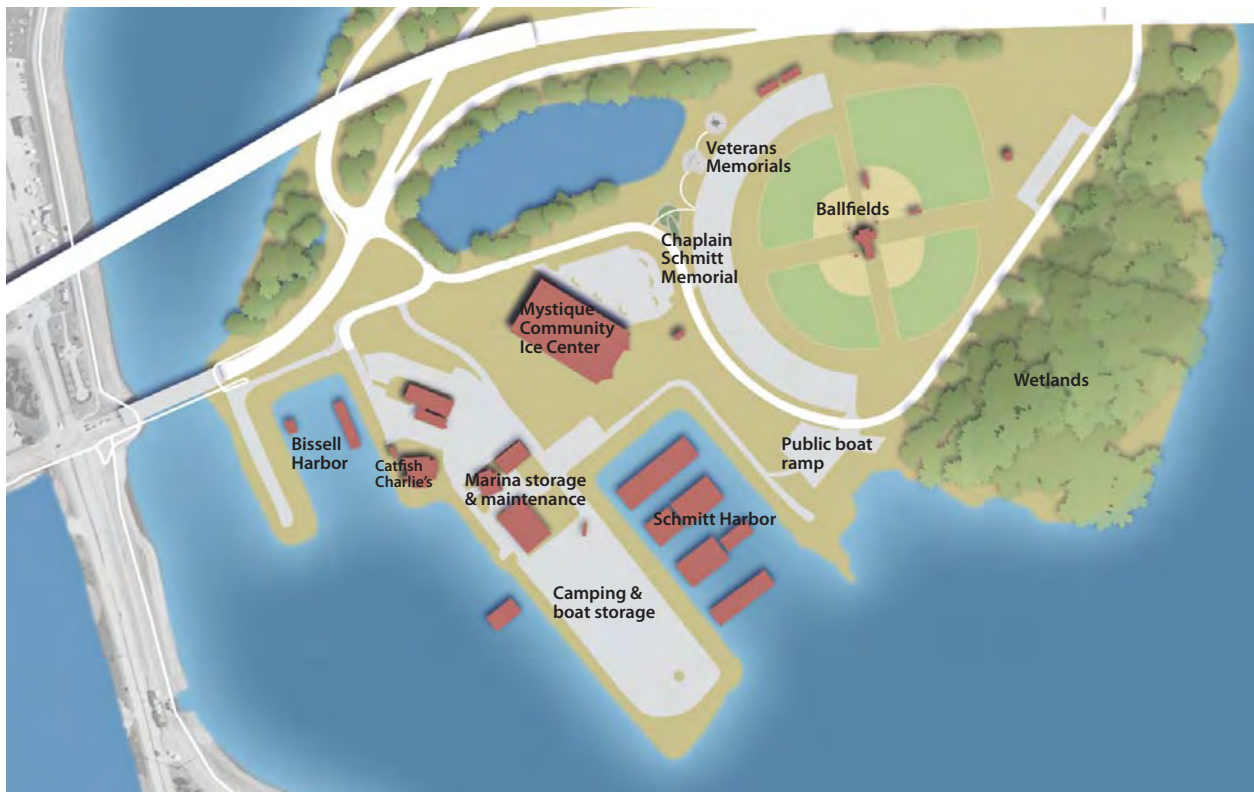 Veterans
Memorials
Ballfields
Chaplain
Schmitt
Memorial
Mystique
Community
Ice Center
Wetlands
Bissell
Harbor
Catfish
Charlie's
Marina storage
& maintenance
Public boat
ramp
Schmitt Harbor
Camping &
boat storage